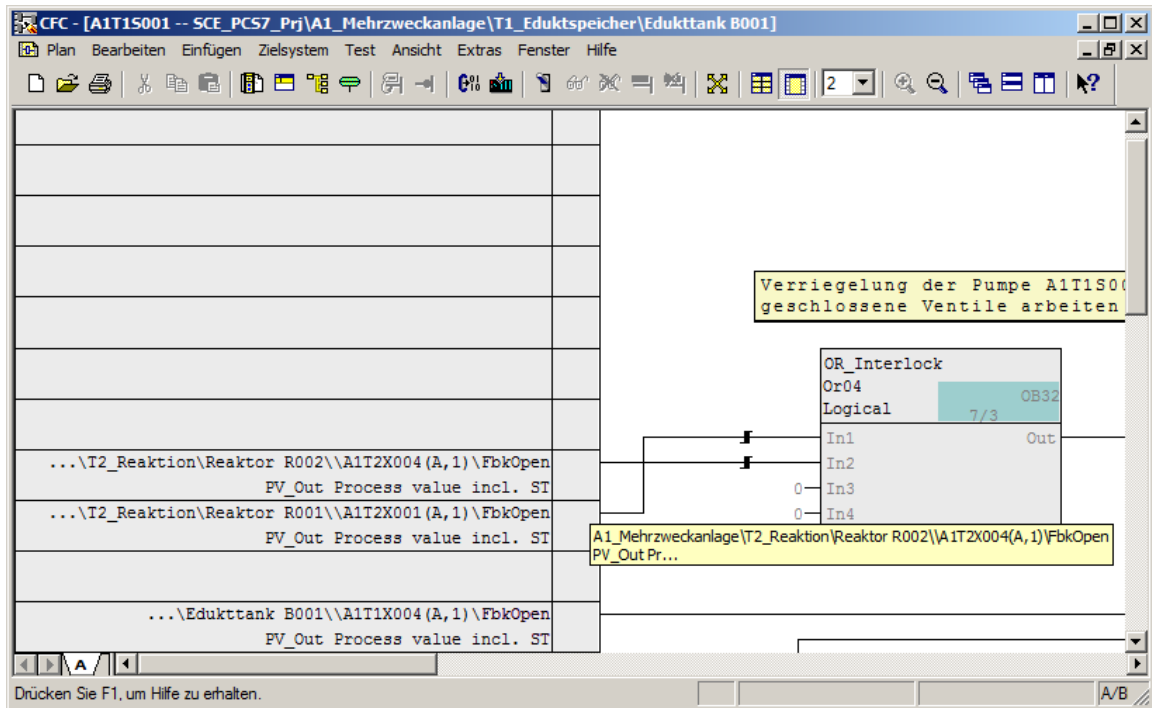 CFC - [A1T1S001 -- SCE_PCS7_Prj\A1_Mehrzweckanlage\T1_Eduktspeicher\Edukttank B001]
Plan Bearbeiten Einfügen Zielsystem Test Ansicht Extras Fenster Hilfe
2
Verriegelung der Pumpe A1T1S00
geschlossene Ventile arbeiten
OR_Interlock
Or04
OB32
Logical
7/3
In1
Out
...\T2_Reaktion\Reaktor R002\\A1T2X004(A,1)\FbkOpen
In2
PV_Out Process value incl. ST
0
In3
...\T2_Reaktion\Reaktor R001\\A1T2X001(A,1)\FbkOpen
0
In4
PV_Out Process value incl. ST
A1_Mehrzweckanlage\T2_Reaktion\Reaktor R002\\A1T2X004(A,1)\FbkOpen
PV_Out Pr...
...\Edukttank B001\\A1T1X004(A,1)\FbkOpen
PV_Out Process value incl. ST
A
Drücken Sie F1, um Hilfe zu erhalten.
A/B